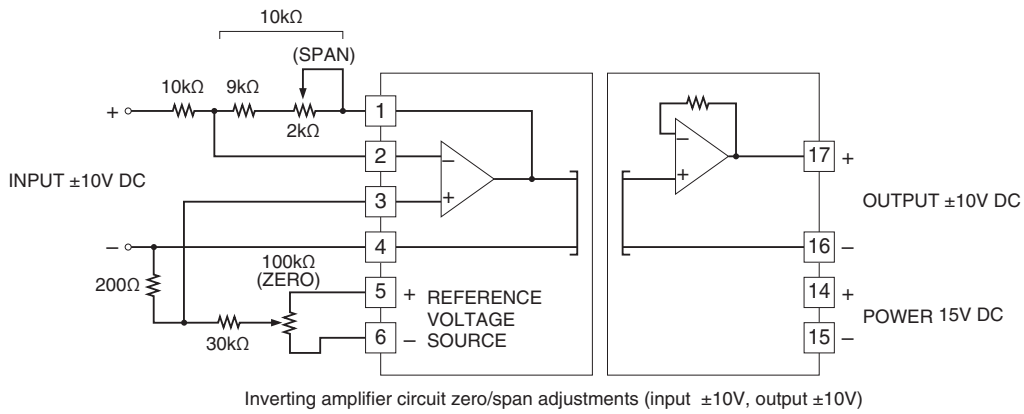 10kΩ
(SPAN)
10kΩ
9kΩ
2kΩ
+
1
2
–
INPUT ±10V DC
3
+
–
4
200Ω
100kΩ
(ZERO)
5
+ REFERENCE
VOLTAGE
6
– SOURCE
30kΩ
–
+
17
+
OUTPUT ±10V DC
16
–
14
+
POWER 15V DC
15
–
Inverting amplifier circuit zero/span adjustments (input ±10V, output ±10V)